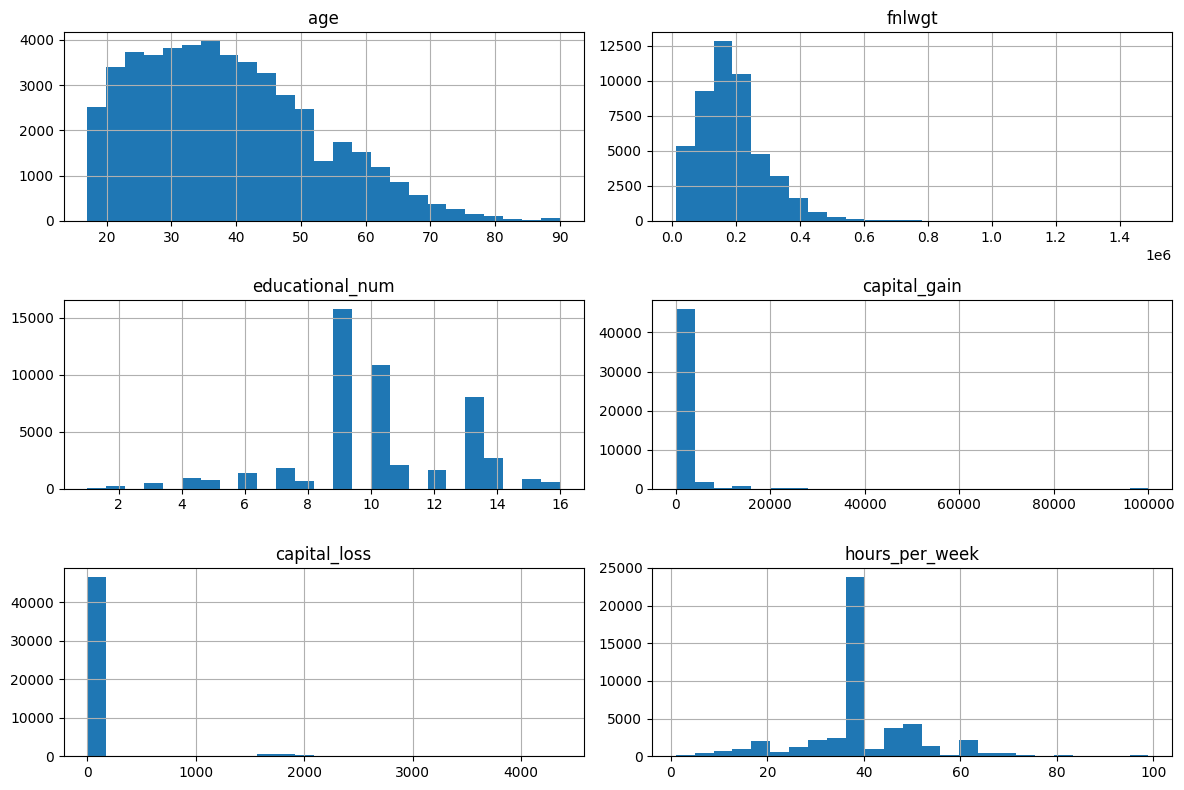 age
4000
3000
2000
1000
0
20 30 40 50 60 70 80 90
fnlwgt
12500
10000
7500
5000
2500
0
0.0 0.2 0.4 0.6 0.8 1.0 1.2 1.4
1e6
educational_num
15000
10000
5000
0
2 4 6 8 10 12 14 16
capital_gain
40000
30000
20000
10000
0
0 20000 40000 60000 80000 100000
capital_loss
40000
30000
20000
10000
0
0 1000 2000 3000 4000
hours_per_week
25000
20000
15000
10000
5000
0
0 20 40 60 80 100